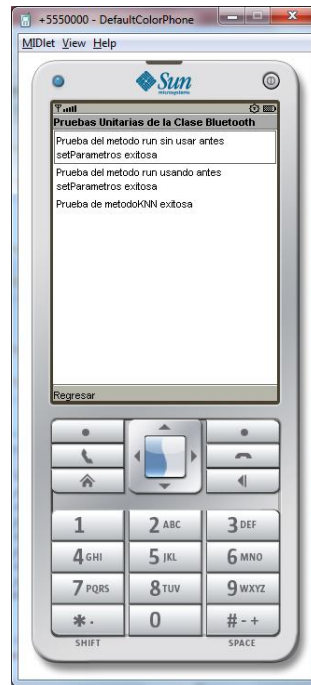 +5550000 - DefaultColorPhone
MIDlet View Help
Sun
microsystems
Pruebas Unitarias de la Clase Bluetooth
Prueba del metodo run sin usar antes
setParametros exitosa
Prueba del metodo run usando antes
setParametros exitosa
Prueba de metodoKNN exitosa
Regresar
1 2 ABC 3 DEF
4 GHI 5 JKL 6 MNO
7 PQRS 8 TUV 9 WXYZ
* . 0 # - +
SHIFT SPACE